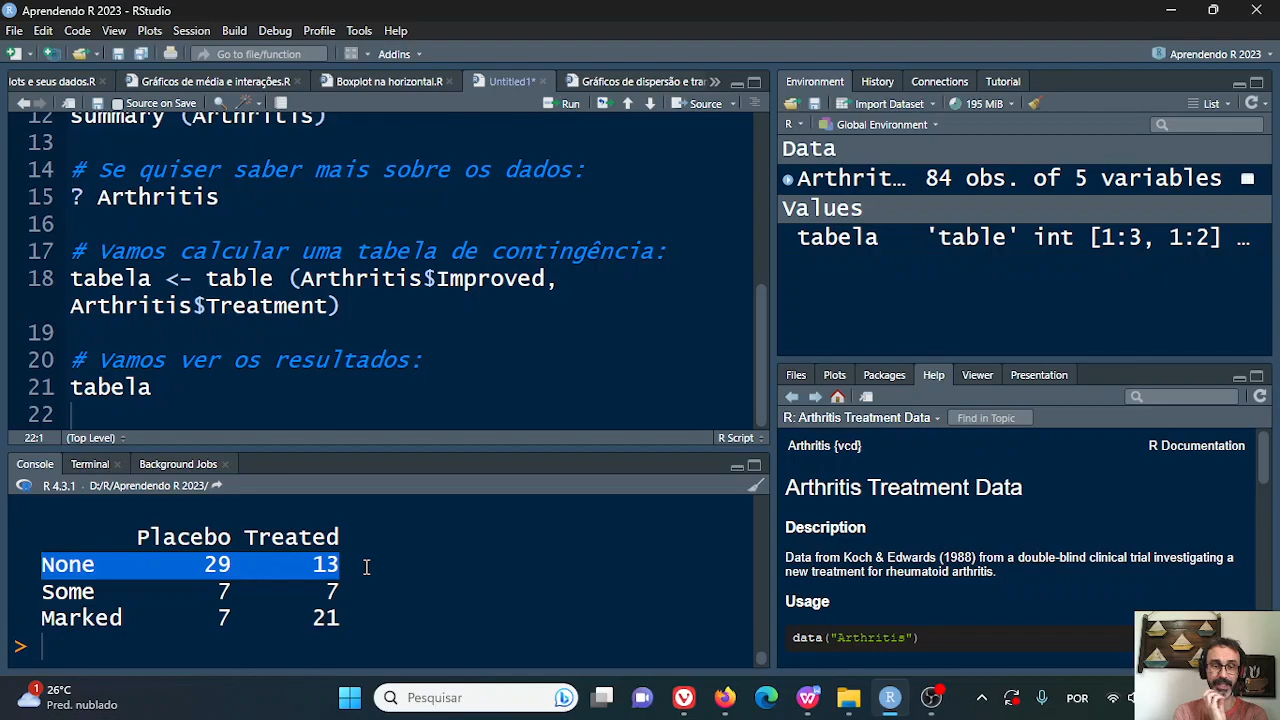 Aprendendo R 2023 - RStudio
File Edit Code View Plots Session Build Debug Profile Tools Help
Go to file/function Addins Aprendendo R 2023
lots e seus dados.R Gráficos de média e interações.R Boxplot na horizontal.R Untitled1* Gráficos de dispersão e tra
Source on Save Run Source
12 summary (Arthritis)
13
14 # Se quiser saber mais sobre os dados:
15 ? Arthritis
16
17 # Vamos calcular uma tabela de contingência:
18 tabela <- table (Arthritis$Improved,
Arthritis$Treatment)
19
20 # Vamos ver os resultados:
21 tabela
22
22:1 (Top Level) R Script
Console Terminal Background Jobs
R 4.3.1 · D:/R/Aprendendo R 2023/
Placebo Treated
None 29 13
Some 7 7
Marked 7 21
>
Environment History Connections Tutorial
Import Dataset 195 MiB List
R Global Environment
Data
Arthrit… 84 obs. of 5 variables
Values
tabela 'table' int [1:3, 1:2] …
Files Plots Packages Help Viewer Presentation
R: Arthritis Treatment Data Find in Topic
Arthritis {vcd} R Documentation
Arthritis Treatment Data
Description
Data from Koch & Edwards (1988) from a double-blind clinical trial investigating a
new treatment for rheumatoid arthritis.
Usage
data("Arthritis")
1 26°C
Pred. nublado
Pesquisar
POR